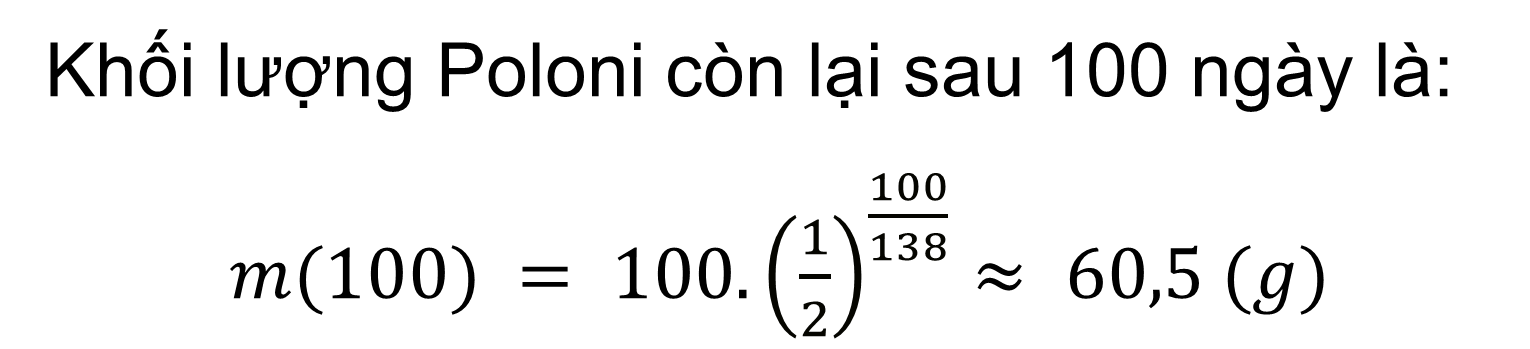 Khối lượng Poloni còn lại sau 100 ngày là:
m(100) = 100.(1/2)^(100/138) ≈ 60,5 (g)